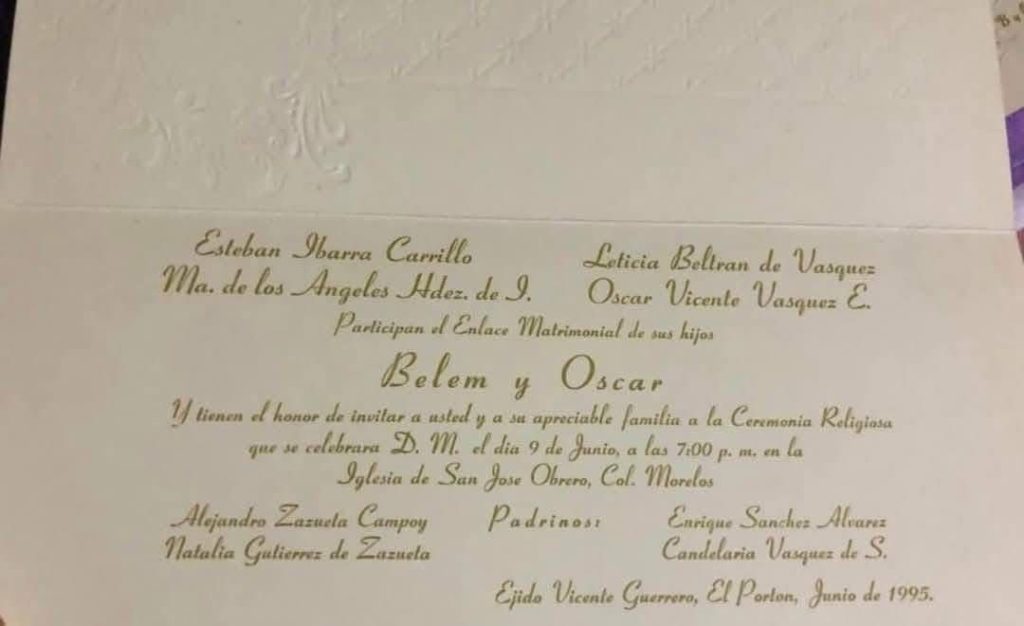 Esteban Ibarra Carrillo
Ma. de los Angeles Hdez. de I.
Leticia Beltran de Vasquez
Oscar Vicente Vasquez E.
Participan el Enlace Matrimonial de sus hijos
Belem y Oscar
Y tienen el honor de invitar a usted y a su apreciable familia a la Ceremonia Religiosa
que se celebrara D. M. el dia 9 de Junio, a las 7:00 p. m. en la
Iglesia de San Jose Obrero, Col. Morelos
Padrinos:
Alejandro Zazueta Campoy
Natalia Gutierrez de Zazueta
Enrique Sanchez Alvarez
Candelaria Vasquez de S.
Ejido Vicente Guerrero, El Porton, Junio de 1995.